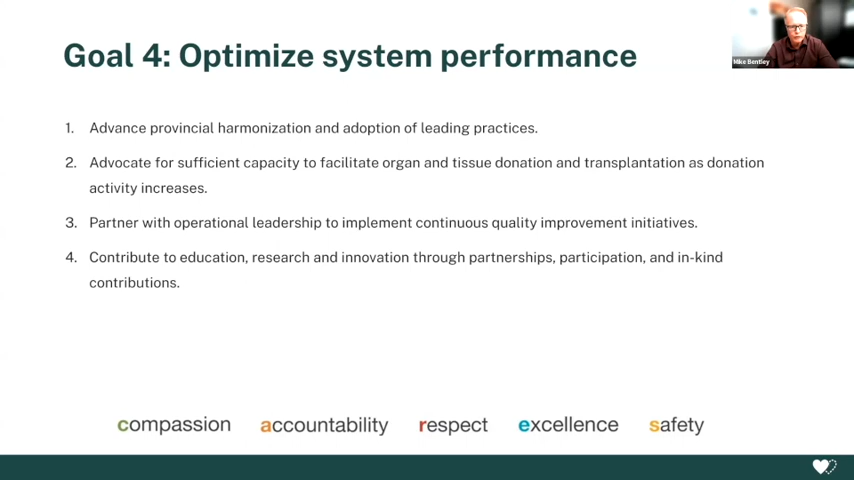 Goal 4: Optimize system performance
Mike Bentley
1. Advance provincial harmonization and adoption of leading practices.
2. Advocate for sufficient capacity to facilitate organ and tissue donation and transplantation as donation
activity increases.
3. Partner with operational leadership to implement continuous quality improvement initiatives.
4. Contribute to education, research and innovation through partnerships, participation, and in-kind
contributions.
compassion accountability respect excellence safety